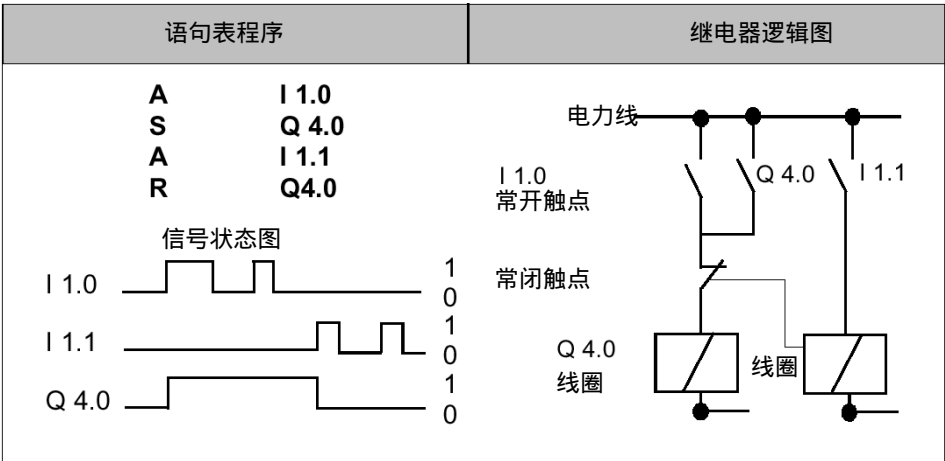 语句表程序
继电器逻辑图
A I 1.0
S Q 4.0
A I 1.1
R Q4.0
信号状态图
I 1.0
1
0
I 1.1
1
0
Q 4.0
1
0
电力线
I 1.0
常开触点
Q 4.0
I 1.1
常闭触点
Q 4.0
线圈
线圈